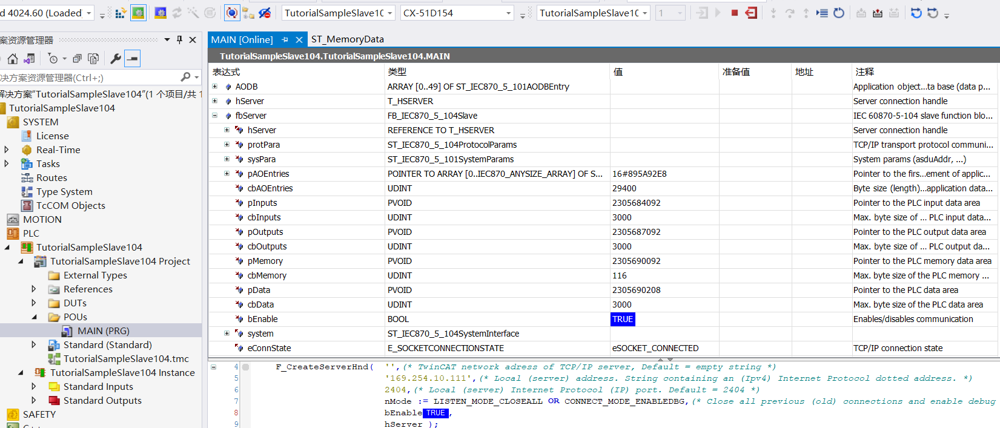 d 4024.60 (Loaded) TutorialSampleSlave10 CX-51D154 TutorialSampleSlave10 1
案资源管理器
决方案资源管理器(Ctrl+;)
解决方案"TutorialSampleSlave104"(1 个项目/共 1
TutorialSampleSlave104
SYSTEM
License
Real-Time
Tasks
Routes
Type System
TcCOM Objects
MOTION
PLC
TutorialSampleSlave104
TutorialSampleSlave104 Project
External Types
References
DUTs
POUs
MAIN (PRG)
Standard (Standard)
TutorialSampleSlave104.tmc
TutorialSampleSlave104 Instance
Standard Inputs
Standard Outputs
SAFETY
MAIN [Online] ST_MemoryData
TutorialSampleSlave104.TutorialSampleSlave104.MAIN
表达式 类型 值 准备值 地址 注释
AODB ARRAY [0..49] OF ST_IEC870_5_101AODBEntry Application object...ta base (data p...
hServer T_HSERVER Server connection handle
fbServer FB_IEC870_5_104Slave IEC 60870-5-104 slave function blo...
hServer REFERENCE TO T_HSERVER Server connection handle
protPara ST_IEC870_5_104ProtocolParams TCP/IP transport protocol communi...
sysPara ST_IEC870_5_101SystemParams System params (asduAddr, ...)
pAOEntries POINTER TO ARRAY [0..IEC870_ANYSIZE_ARRAY] OF S... 16#895A92E8 Pointer to the firs...ement of applic...
cbAOEntries UDINT 29400 Byte size (length)...application data...
pInputs PVOID 2305684092 Pointer to the PLC input data area
cbInputs UDINT 3000 Max. byte size of ... PLC input data...
pOutputs PVOID 2305687092 Pointer to the PLC output data area
cbOutputs UDINT 3000 Max. byte size of ... PLC output da...
pMemory PVOID 2305690092 Pointer to the PLC memory data area
cbMemory UDINT 116 Max. byte size of the PLC memory ...
pData PVOID 2305690208 Pointer to the PLC data area
cbData UDINT 3000 Max. byte size of the PLC data area
bEnable BOOL TRUE Enables/disables communication
system ST_IEC870_5_104SystemInterface
eConnState E_SOCKETCONNECTIONSTATE eSOCKET_CONNECTED TCP/IP connection state
4 F_CreateServerHnd( '',(* TwinCAT network adress of TCP/IP server, Default = empty string *)
5 '169.254.10.111',(* Local (server) address. String containing an (Ipv4) Internet Protocol dotted address. *)
6 2404,(* Local (server) Internet Protocol (IP) port. Default = 2404 *)
7 nMode := LISTEN_MODE_CLOSEALL OR CONNECT_MODE_ENABLEDBG,(* Close all previous (old) connections and enable debug
8 bEnable TRUE ,
9 hServer );